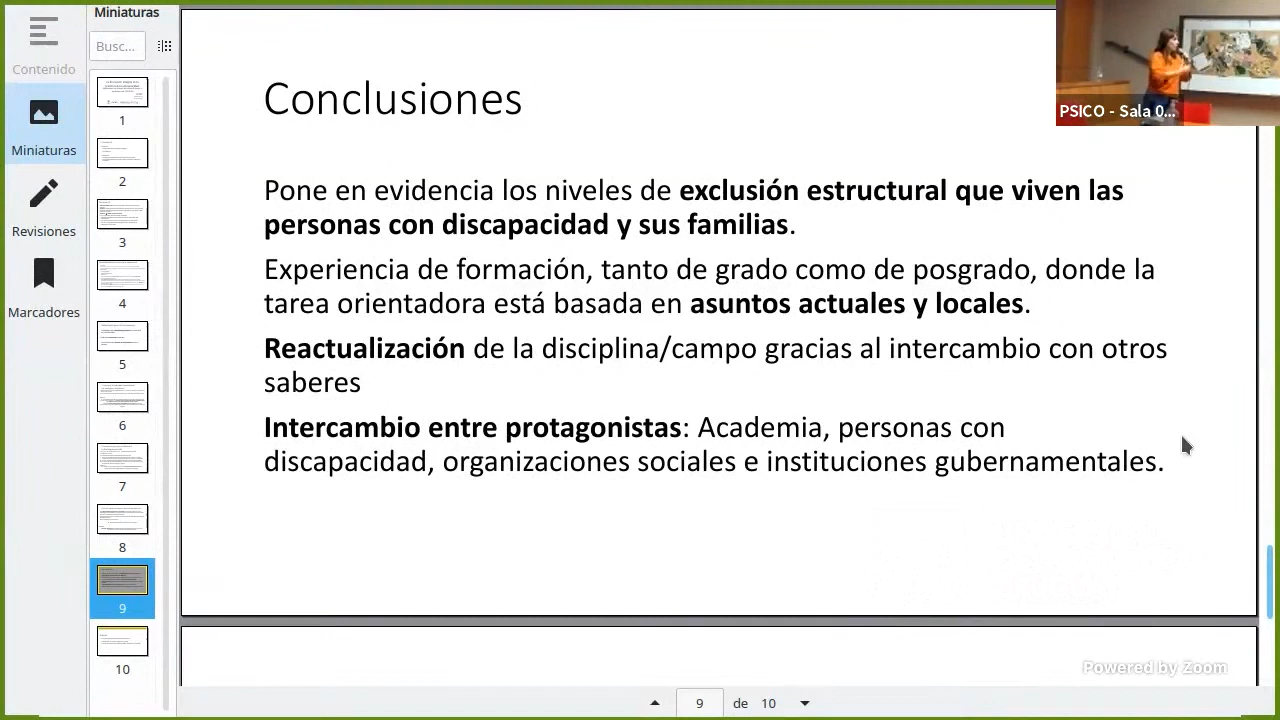 Contenido
Miniaturas
Revisiones
Marcadores
Miniaturas
Busc...
1
2
3
4
5
6
7
8
9
10
Conclusiones
Pone en evidencia los niveles de exclusión estructural que viven las
personas con discapacidad y sus familias.
Experiencia de formación, tanto de grado como de posgrado, donde la
tarea orientadora está basada en asuntos actuales y locales.
Reactualización de la disciplina/campo gracias al intercambio con otros
saberes
Intercambio entre protagonistas: Academia, personas con
discapacidad, organizaciones sociales e instituciones gubernamentales.
PSICO - Sala 0...
Powered by Zoom
9 de 10